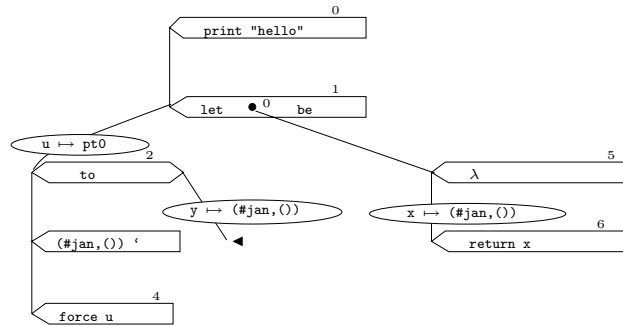 0
print "hello"
1
let ● 0 be
u ↦ pt0
2
to
5
λ
y ↦ (#jan,())
x ↦ (#jan,())
◄
(#jan,()) ‘
6
return x
4
force u